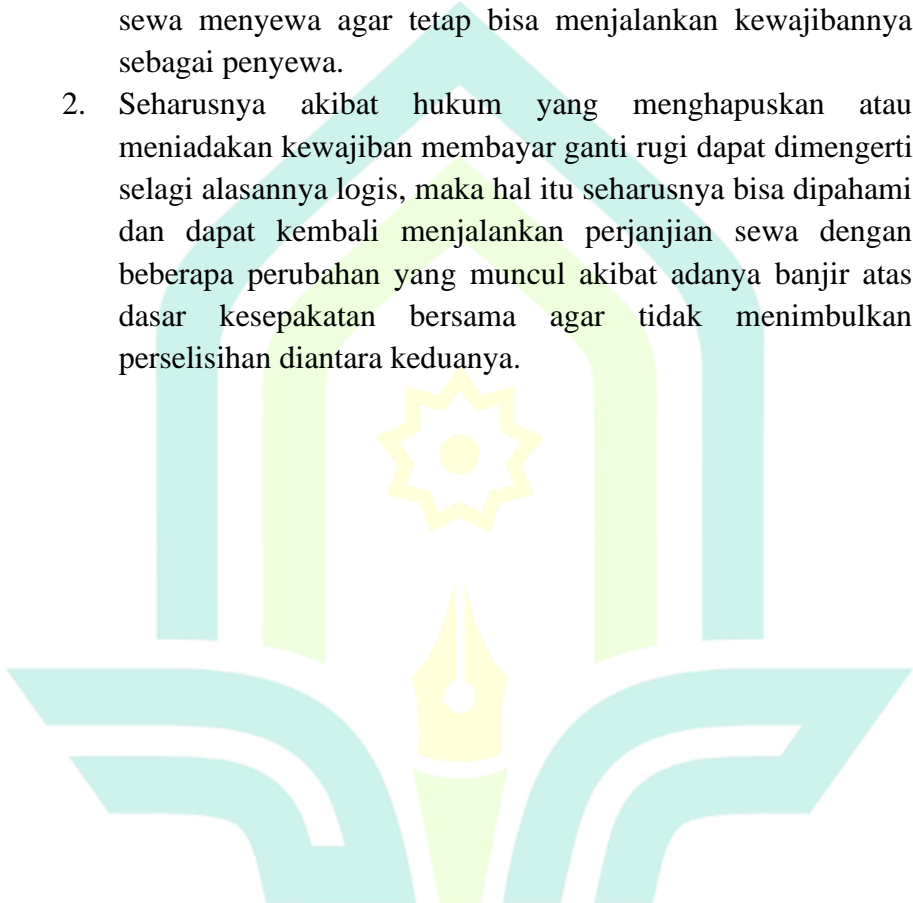 sewa menyewa agar tetap bisa menjalankan kewajibannya
sebagai penyewa.
2. Seharusnya akibat hukum yang menghapuskan atau
meniadakan kewajiban membayar ganti rugi dapat dimengerti
selagi alasannya logis, maka hal itu seharusnya bisa dipahami
dan dapat kembali menjalankan perjanjian sewa dengan
beberapa perubahan yang muncul akibat adanya banjir atas
dasar kesepakatan bersama agar tidak menimbulkan
perselisihan diantara keduanya.